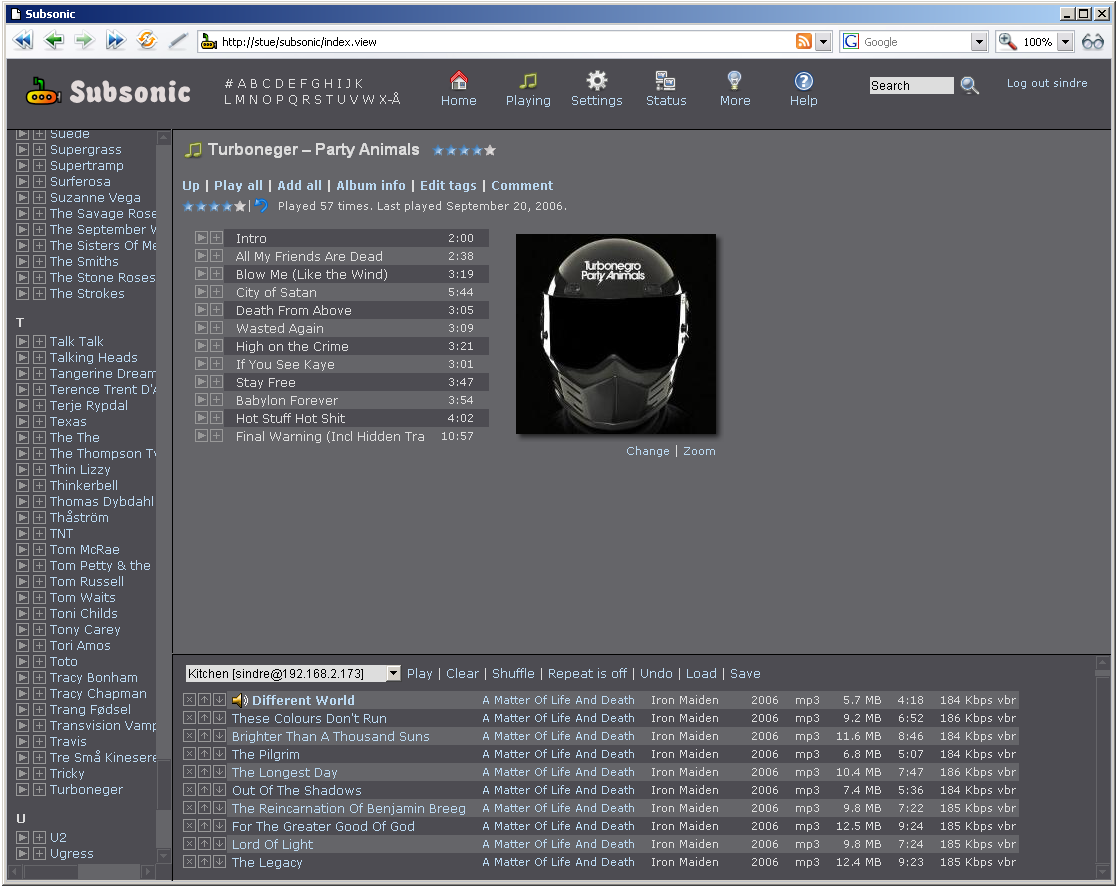 Subsonic
http://stue/subsonic/index.view
Google
100%
Subsonic
# A B C D E F G H I J K
L M N O P Q R S T U V W X-Å
Home
Playing
Settings
Status
More
Help
Search
Log out sindre
Suede
Supergrass
Supertramp
Surferosa
Suzanne Vega
The Savage Rose
The September W
The Sisters Of Me
The Smiths
The Stone Roses
The Strokes
T
Talk Talk
Talking Heads
Tangerine Dream
Terence Trent D'A
Terje Rypdal
Texas
The The
The Thompson Tw
Thin Lizzy
Thinkerbell
Thomas Dybdahl
Thåström
TNT
Tom McRae
Tom Petty & the
Tom Russell
Tom Waits
Toni Childs
Tony Carey
Tori Amos
Toto
Tracy Bonham
Tracy Chapman
Trang Fødsel
Transvision Vamp
Travis
Tre Små Kinesere
Tricky
Turboneger
U
U2
Ugress
Turboneger – Party Animals
Up | Play all | Add all | Album info | Edit tags | Comment
| Played 57 times. Last played September 20, 2006.
Intro 2:00
All My Friends Are Dead 2:38
Blow Me (Like the Wind) 3:19
City of Satan 5:44
Death From Above 3:05
Wasted Again 3:09
High on the Crime 3:21
If You See Kaye 3:01
Stay Free 3:47
Babylon Forever 3:54
Hot Stuff Hot Shit 4:02
Final Warning (Incl Hidden Tra 10:57
Turbonegro
Party Animals
Change | Zoom
Kitchen [sindre@192.168.2.173] Play | Clear | Shuffle | Repeat is off | Undo | Load | Save
Different World A Matter Of Life And Death Iron Maiden 2006 mp3 5.7 MB 4:18 184 Kbps vbr
These Colours Don't Run A Matter Of Life And Death Iron Maiden 2006 mp3 9.2 MB 6:52 186 Kbps vbr
Brighter Than A Thousand Suns A Matter Of Life And Death Iron Maiden 2006 mp3 11.6 MB 8:46 184 Kbps vbr
The Pilgrim A Matter Of Life And Death Iron Maiden 2006 mp3 6.8 MB 5:07 184 Kbps vbr
The Longest Day A Matter Of Life And Death Iron Maiden 2006 mp3 10.4 MB 7:47 186 Kbps vbr
Out Of The Shadows A Matter Of Life And Death Iron Maiden 2006 mp3 7.4 MB 5:36 184 Kbps vbr
The Reincarnation Of Benjamin Breeg A Matter Of Life And Death Iron Maiden 2006 mp3 9.8 MB 7:22 185 Kbps vbr
For The Greater Good Of God A Matter Of Life And Death Iron Maiden 2006 mp3 12.5 MB 9:24 185 Kbps vbr
Lord Of Light A Matter Of Life And Death Iron Maiden 2006 mp3 9.8 MB 7:24 185 Kbps vbr
The Legacy A Matter Of Life And Death Iron Maiden 2006 mp3 12.4 MB 9:23 185 Kbps vbr